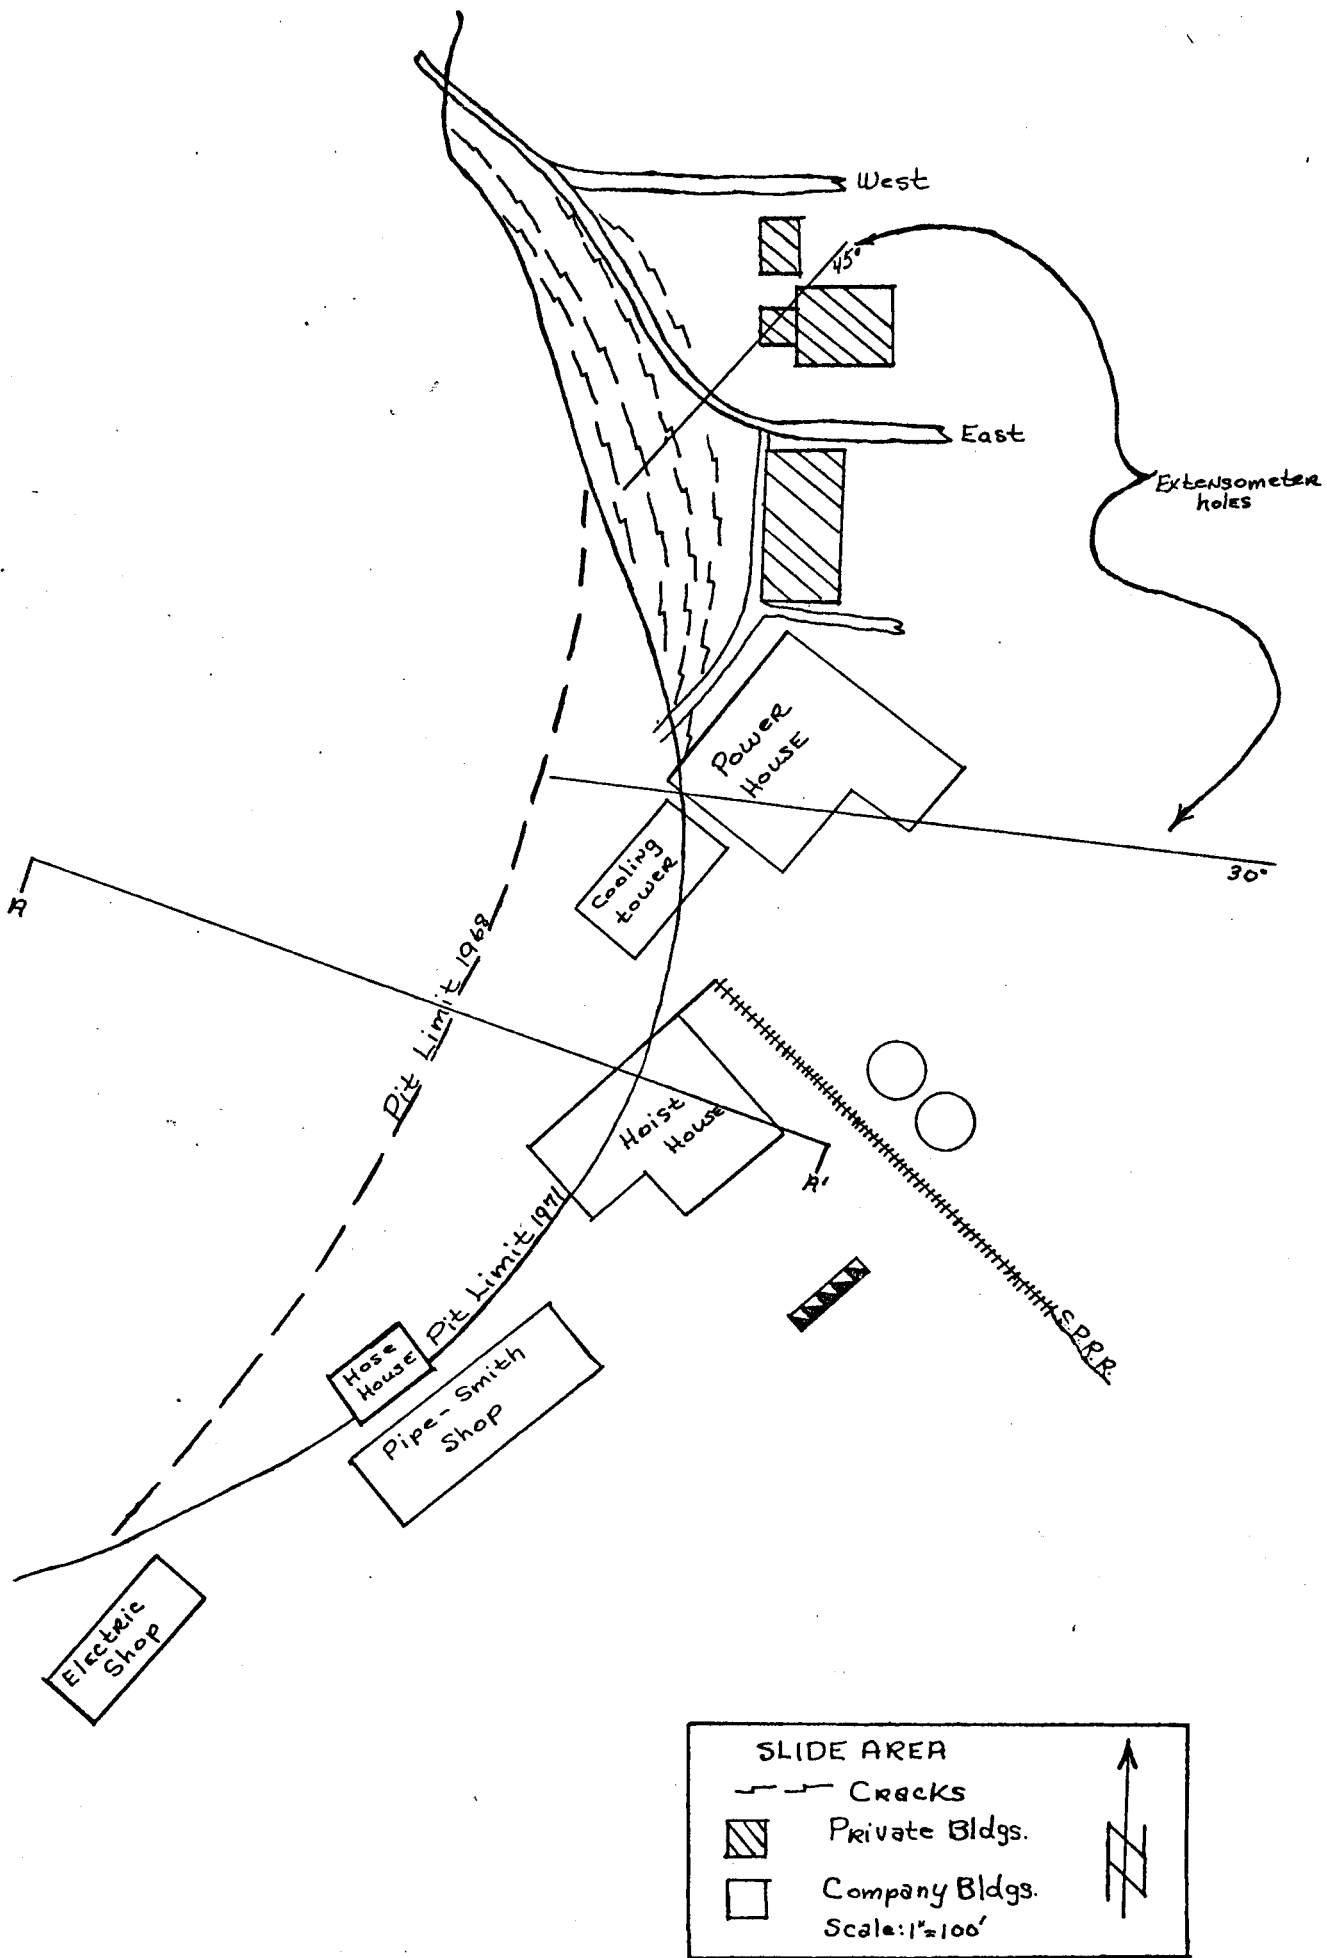 West
45°
East
Extensometer
holes
Power
House
Cooling
tower
30°
A
Pit Limit 1968
Hoist
House
A'
Pit Limit 1971
S.P.R.R.
Hose
House
Pipe-Smith
Shop
Electric
Shop
SLIDE AREA
Cracks
Private Bldgs.
Company Bldgs.
Scale: 1"=100'
N